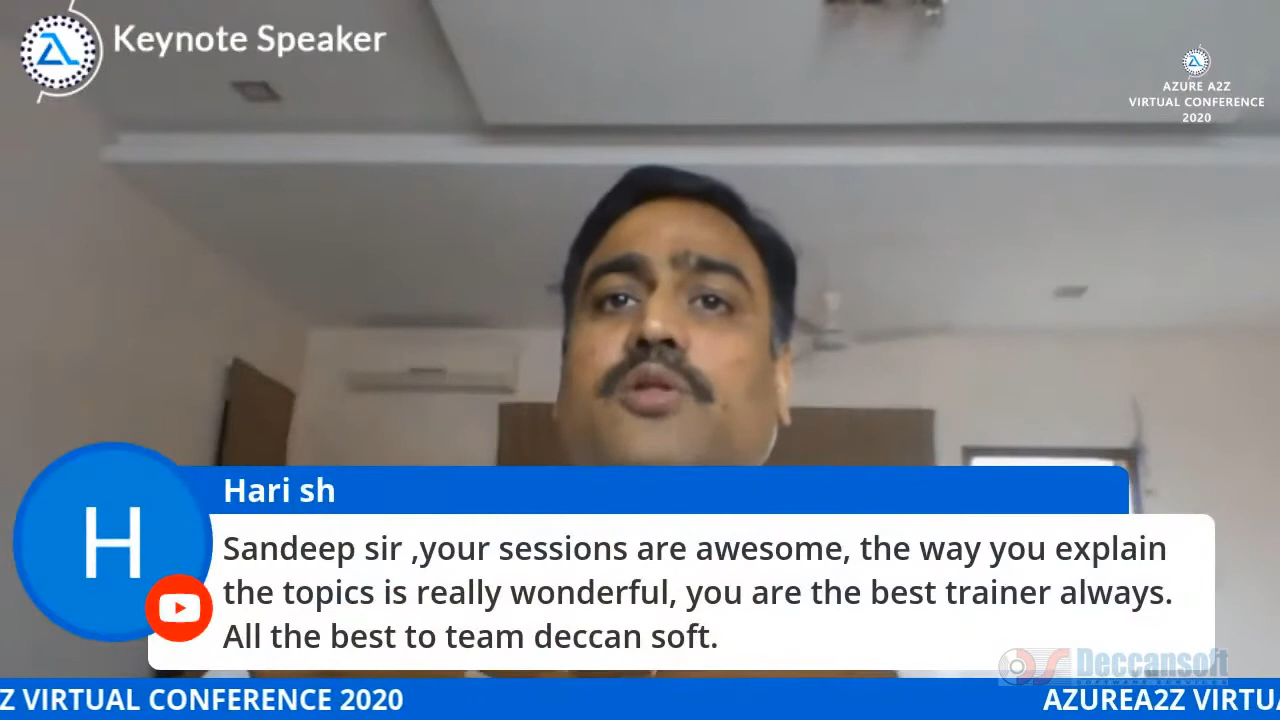 Keynote Speaker
AZURE A2Z
VIRTUAL CONFERENCE
2020
H
Hari sh
Sandeep sir ,your sessions are awesome, the way you explain
the topics is really wonderful, you are the best trainer always.
All the best to team deccan soft.
Deccansoft
Z VIRTUAL CONFERENCE 2020
AZUREA2Z VIRTU